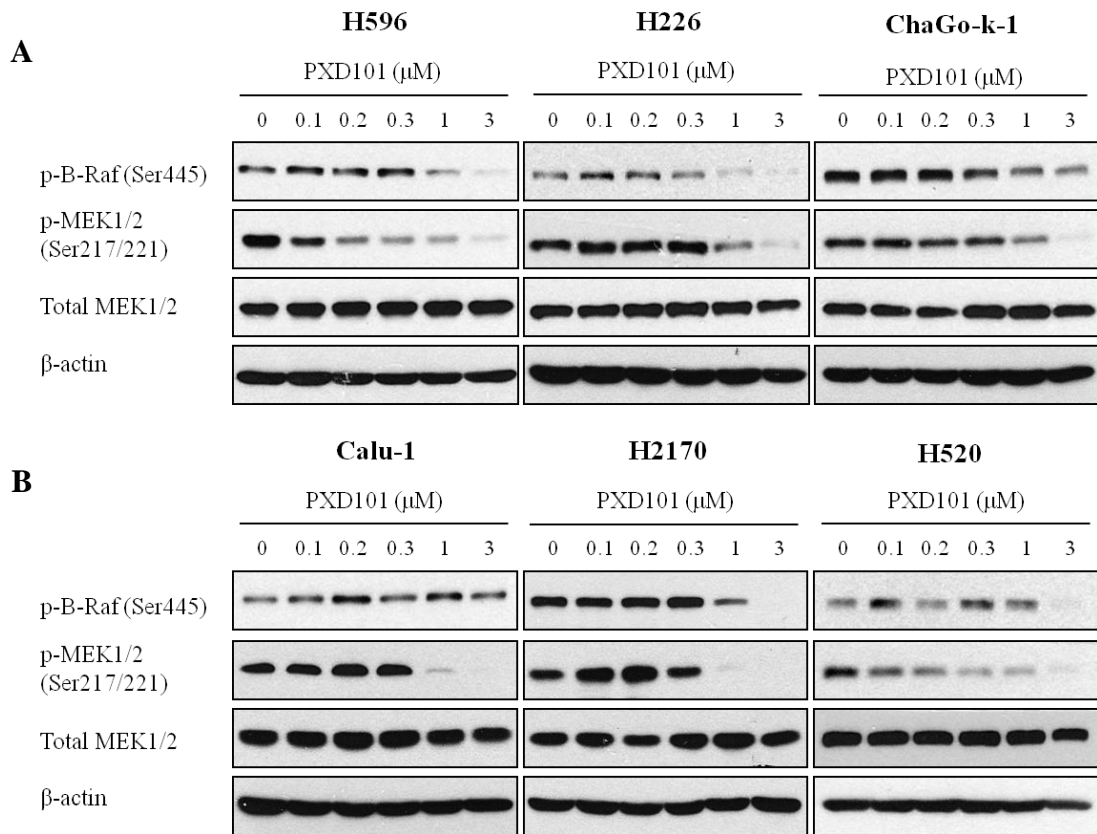 A
H596 H226 ChaGo-k-1
PXD101 (μM) PXD101 (μM) PXD101 (μM)
0 0.1 0.2 0.3 1 3 0 0.1 0.2 0.3 1 3 0 0.1 0.2 0.3 1 3
p-B-Raf (Ser445)
p-MEK1/2
(Ser217/221)
Total MEK1/2
β-actin
B
Calu-1 H2170 H520
PXD101 (μM) PXD101 (μM) PXD101 (μM)
0 0.1 0.2 0.3 1 3 0 0.1 0.2 0.3 1 3 0 0.1 0.2 0.3 1 3
p-B-Raf (Ser445)
p-MEK1/2
(Ser217/221)
Total MEK1/2
β-actin